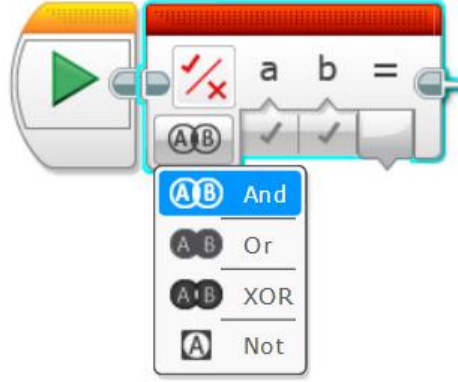 a b =
A B
A B And
A B Or
A B XOR
A Not